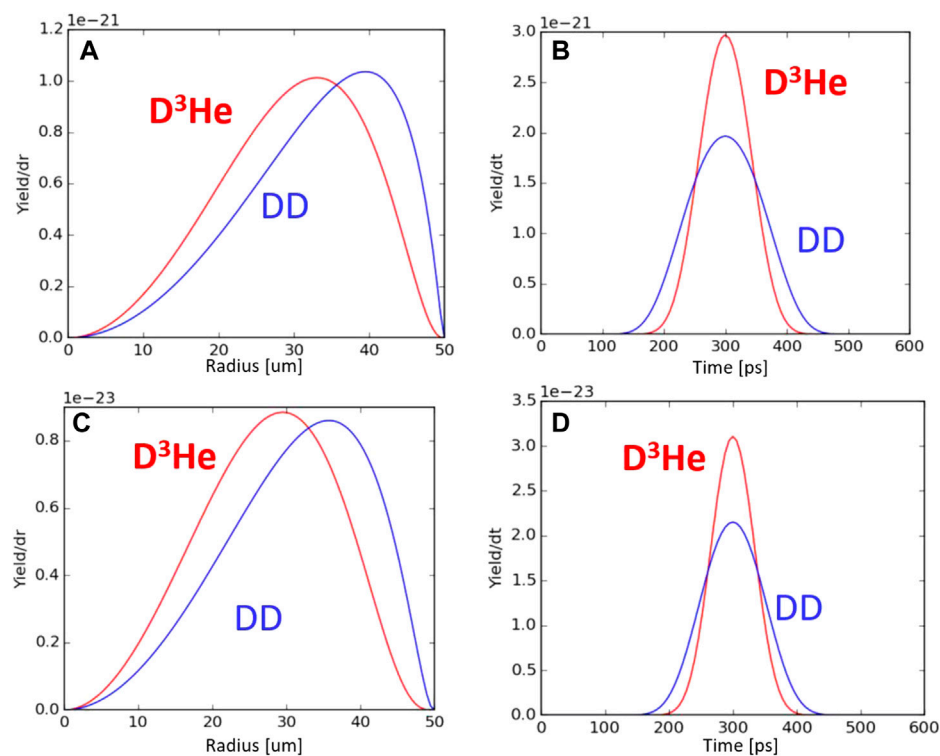 1e−21
A
D³He
DD
Yield/dr
1.2
1.0
0.8
0.6
0.4
0.2
0.0
0 10 20 30 40 50
Radius [um]
1e−21
B
D³He
DD
Yield/dt
3.0
2.5
2.0
1.5
1.0
0.5
0.0
0 100 200 300 400 500 600
Time [ps]
1e−23
C
D³He
DD
Yield/dr
0.8
0.6
0.4
0.2
0.0
0 10 20 30 40 50
Radius [um]
1e−23
D
D³He
DD
Yield/dt
3.5
3.0
2.5
2.0
1.5
1.0
0.5
0.0
0 100 200 300 400 500 600
Time [ps]